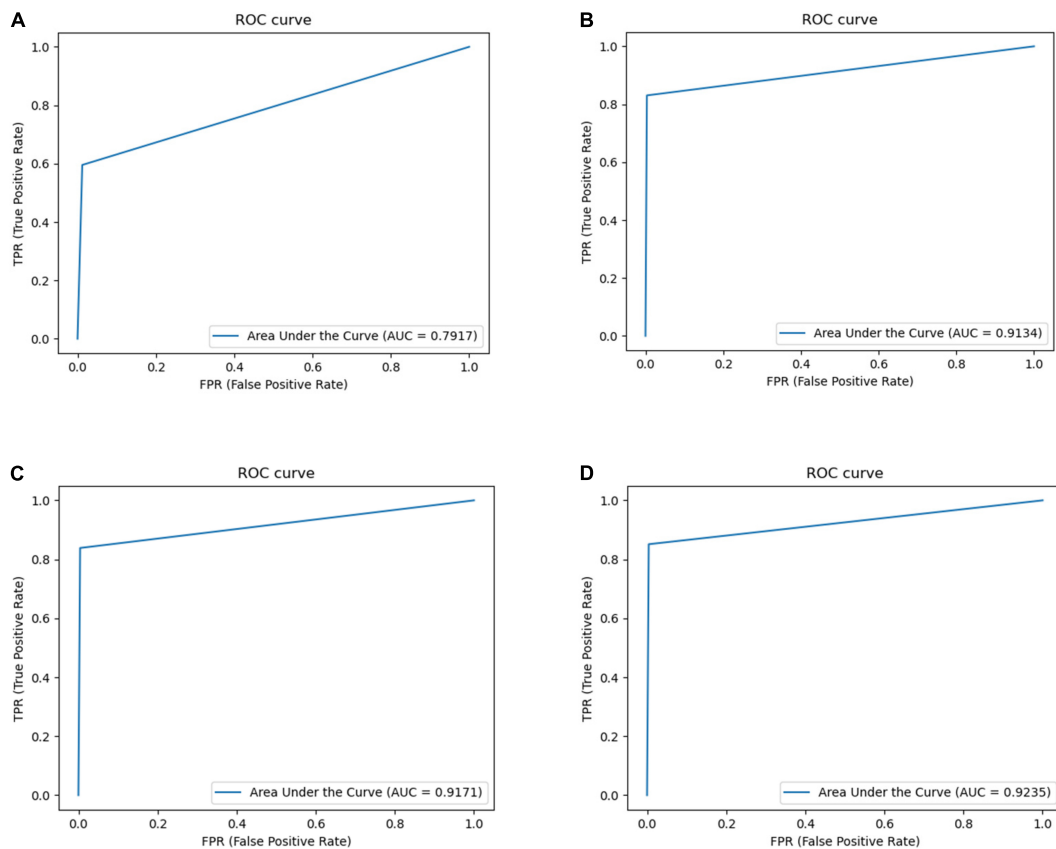 A
ROC curve
1.0
0.8
0.6
0.4
0.2
0.0
TPR (True Positive Rate)
Area Under the Curve (AUC = 0.7917)
0.0 0.2 0.4 0.6 0.8 1.0
FPR (False Positive Rate)
B
ROC curve
1.0
0.8
0.6
0.4
0.2
0.0
TPR (True Positive Rate)
Area Under the Curve (AUC = 0.9134)
0.0 0.2 0.4 0.6 0.8 1.0
FPR (False Positive Rate)
C
ROC curve
1.0
0.8
0.6
0.4
0.2
0.0
TPR (True Positive Rate)
Area Under the Curve (AUC = 0.9171)
0.0 0.2 0.4 0.6 0.8 1.0
FPR (False Positive Rate)
D
ROC curve
1.0
0.8
0.6
0.4
0.2
0.0
TPR (True Positive Rate)
Area Under the Curve (AUC = 0.9235)
0.0 0.2 0.4 0.6 0.8 1.0
FPR (False Positive Rate)